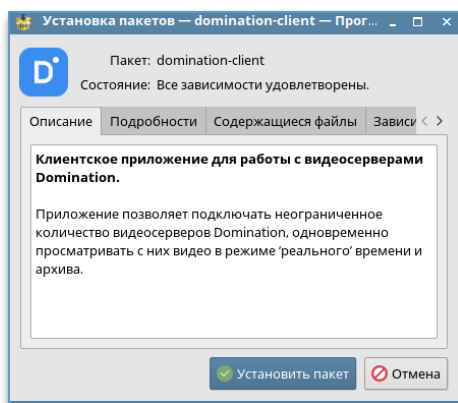 Установка пакетов — domination-client — Прог...
D
Пакет: domination-client
Состояние: Все зависимости удовлетворены.
Описание Подробности Содержащиеся файлы Зависи
Клиентское приложение для работы с видеосерверами
Domination.
Приложение позволяет подключать неограниченное
количество видеосерверов Domination, одновременно
просматривать с них видео в режиме ‘реального’ времени и
архива.
Установить пакет Отмена